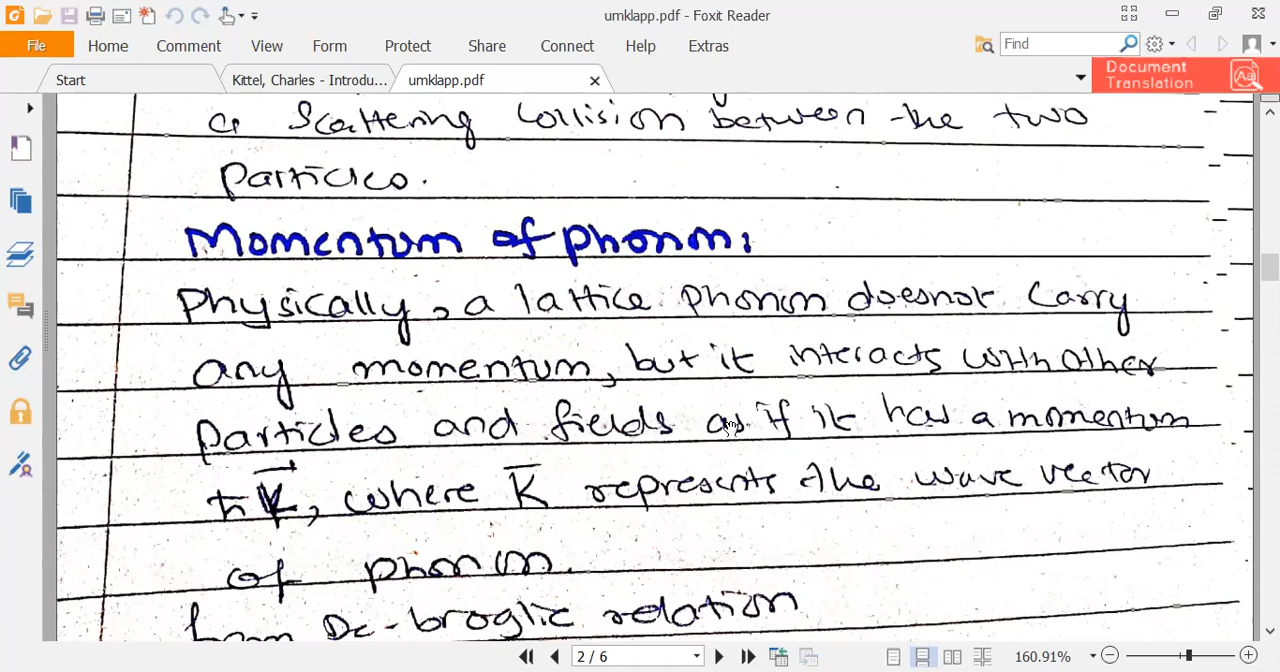 umklapp.pdf - Foxit Reader
File Home Comment View Form Protect Share Connect Help Extras
Find
Start
Kittel, Charles - Introdu...
umklapp.pdf
Document
Translation
a scattering collision between the two
particles.
Momentum of phonon:
Physically, a lattice phonon doesnot carry
any momentum, but it interacts with other
particles and fields as if it has a momentum
ħK, where K represents the wave vector
of phonon.
from De-broglie relation
2 / 6
160.91%